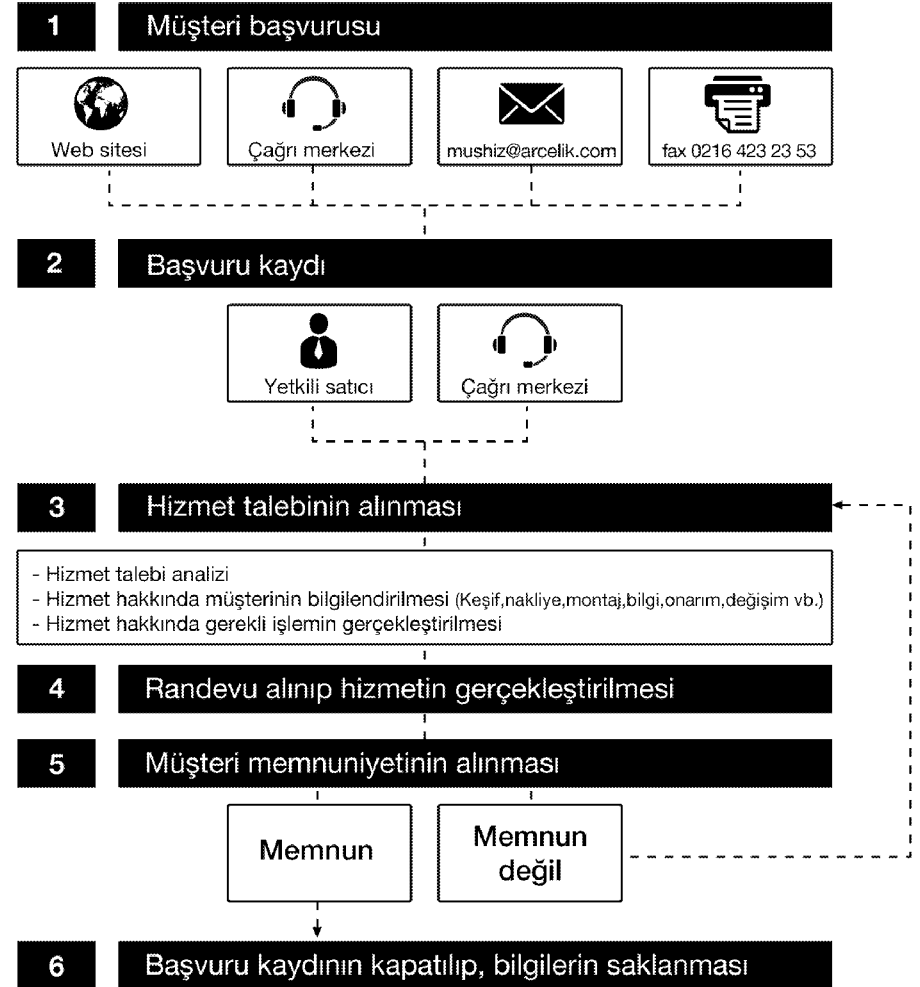 1 Müşteri başvurusu
Web sitesi
Çağrı merkezi
mushiz@arcelik.com
fax 0216 423 23 53
2 Başvuru kaydı
Yetkili satıcı
Çağrı merkezi
3 Hizmet talebinin alınması
- Hizmet talebi analizi
- Hizmet hakkında müşterinin bilgilendirilmesi (Keşif,nakliye,montaj,bilgi,onarım,değişim vb.)
- Hizmet hakkında gerekli işlemin gerçekleştirilmesi
4 Randevu alınıp hizmetin gerçekleştirilmesi
5 Müşteri memnuniyetinin alınması
Memnun
Memnun
değil
6 Başvuru kaydının kapatılıp, bilgilerin saklanması